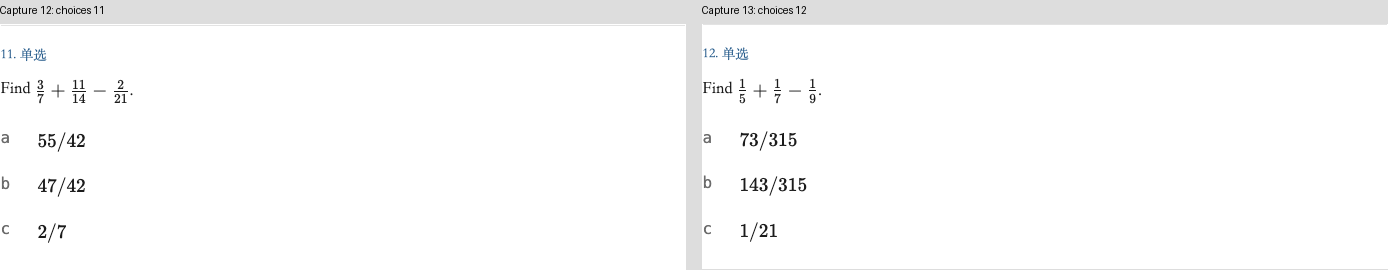 Capture 12: choices 11
11. 单选
Find 3/7 + 11/14 − 2/21.
a 55/42
b 47/42
c 2/7
Capture 13: choices 12
12. 单选
Find 1/5 + 1/7 − 1/9.
a 73/315
b 143/315
c 1/21